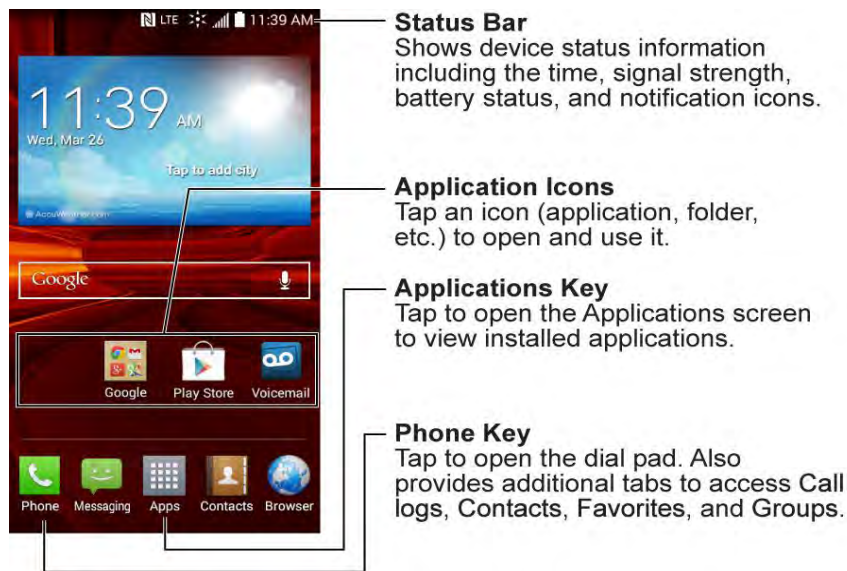 LTE 11:39 AM
11:39 AM
Wed, Mar 26
Tap to add city
AccuWeather.com
Google
Google Play Store Voicemail
Phone Messaging Apps Contacts Browser
Status Bar
Shows device status information
including the time, signal strength,
battery status, and notification icons.
Application Icons
Tap an icon (application, folder,
etc.) to open and use it.
Applications Key
Tap to open the Applications screen
to view installed applications.
Phone Key
Tap to open the dial pad. Also
provides additional tabs to access Call
logs, Contacts, Favorites, and Groups.